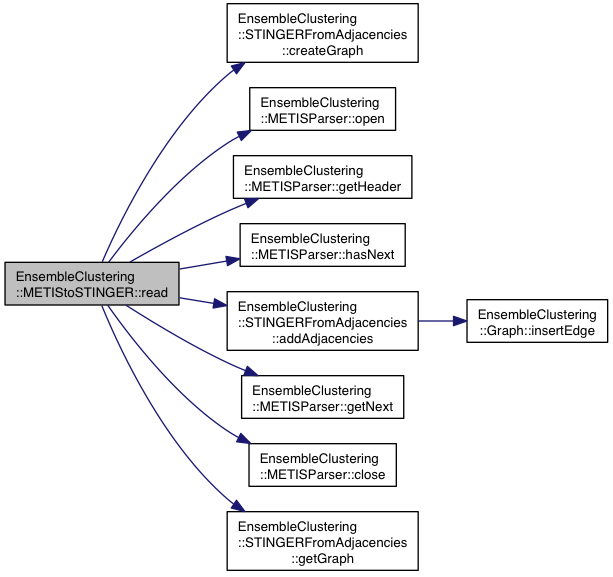 EnsembleClustering
::STINGERFromAdjacencies
::createGraph
EnsembleClustering
::METISParser::open
EnsembleClustering
::METISParser::getHeader
EnsembleClustering
::METISParser::hasNext
EnsembleClustering
::METIStoSTINGER::read
EnsembleClustering
::STINGERFromAdjacencies
::addAdjacencies
EnsembleClustering
::Graph::insertEdge
EnsembleClustering
::METISParser::getNext
EnsembleClustering
::METISParser::close
EnsembleClustering
::STINGERFromAdjacencies
::getGraph